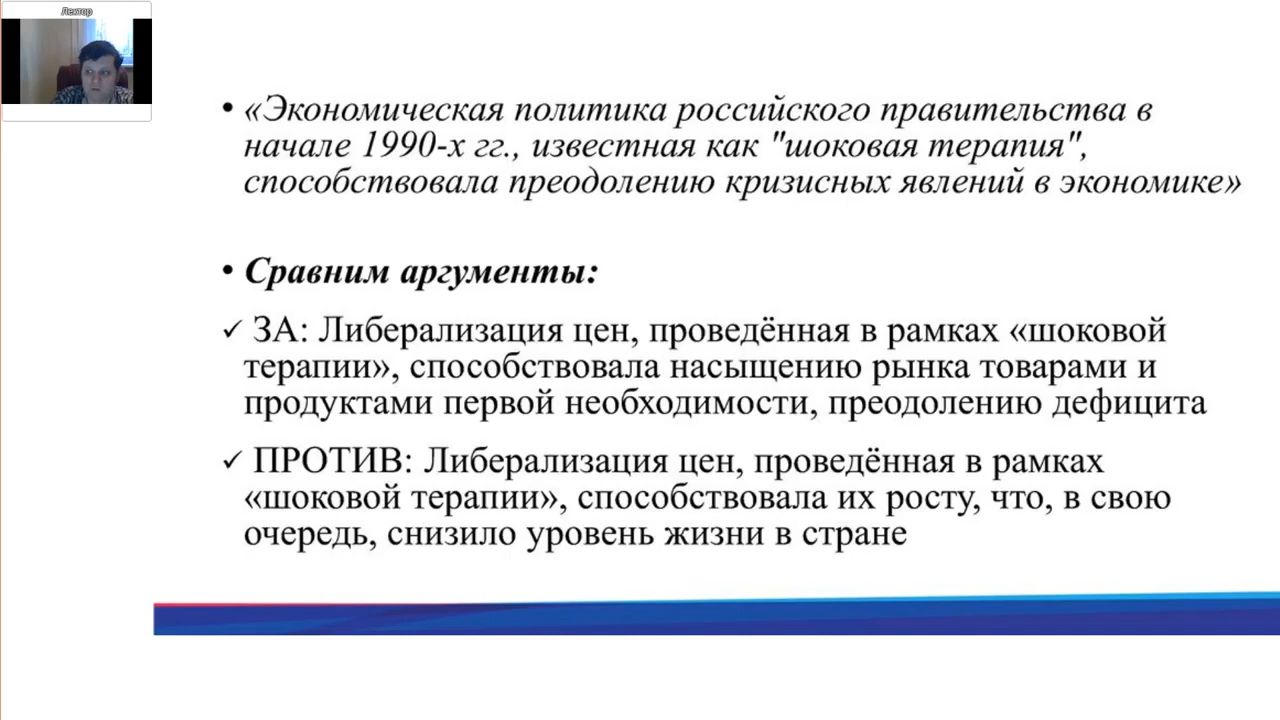 Лектор
• «Экономическая политика российского правительства в
начале 1990-х гг., известная как "шоковая терапия",
способствовала преодолению кризисных явлений в экономике»
• Сравним аргументы:
✓ ЗА: Либерализация цен, проведённая в рамках «шоковой
терапии», способствовала насыщению рынка товарами и
продуктами первой необходимости, преодолению дефицита
✓ ПРОТИВ: Либерализация цен, проведённая в рамках
«шоковой терапии», способствовала их росту, что, в свою
очередь, снизило уровень жизни в стране